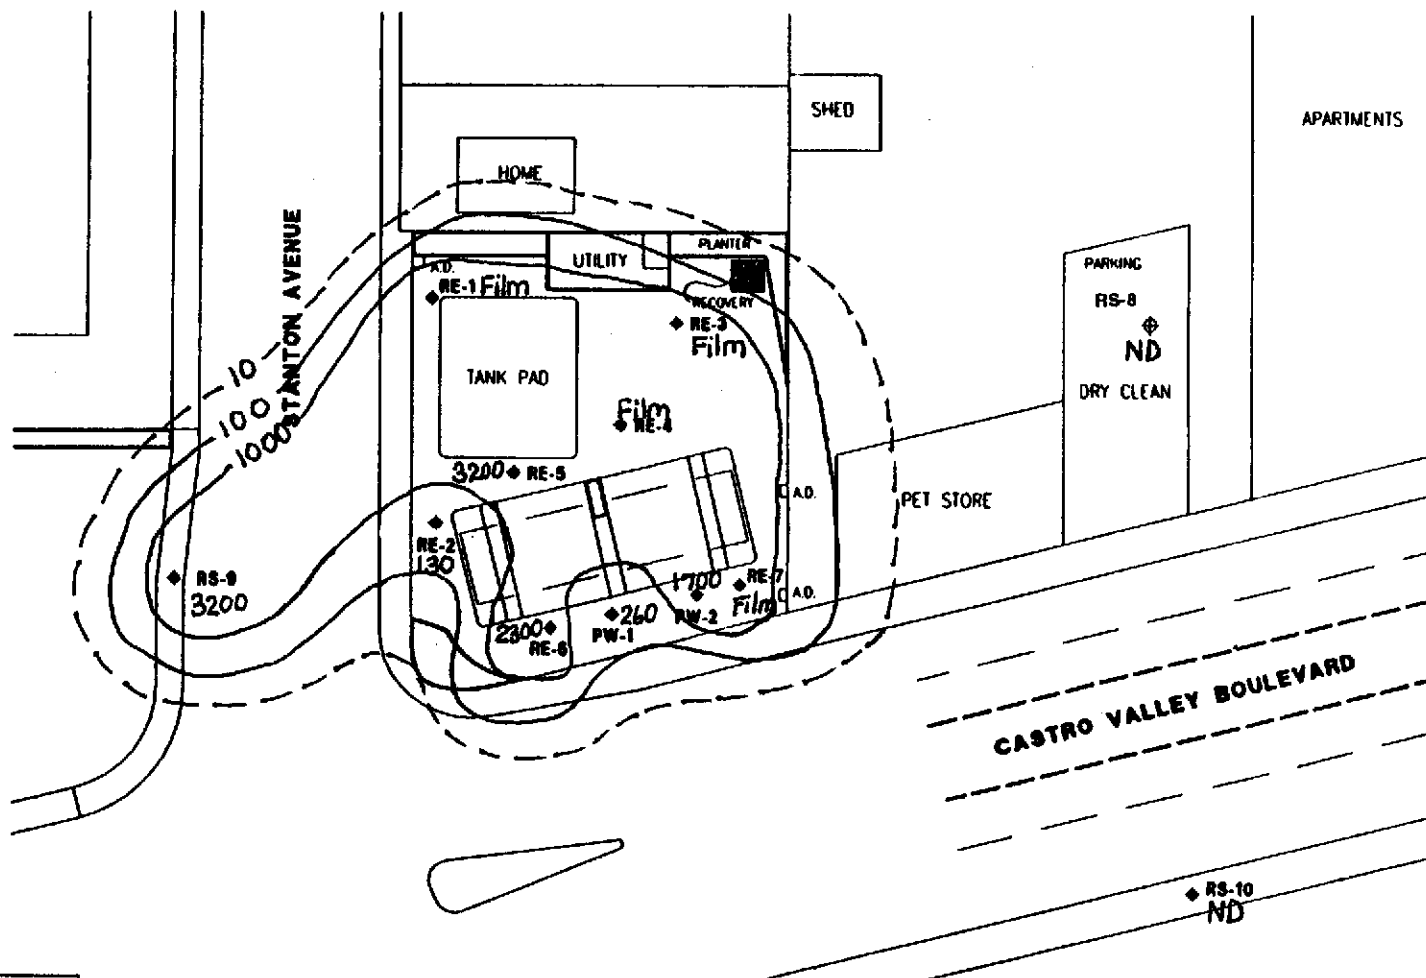 SHED
APARTMENTS
HOME
STANTON AVENUE
PLANTER
UTILITY
A.D.
PARKING
RE-1 Film
RECOVERY
RS-8
RE-3
Film
ND
10
TANK PAD
DRY CLEAN
100
Film
RE-4
1000
3200 RE-5
A.D.
PET STORE
RE-2
130
RS-9
3200
1700
RE-7
A.D.
PW-2
Film
260
PW-1
2300
RE-6
CASTRO VALLEY BOULEVARD
RS-10
ND